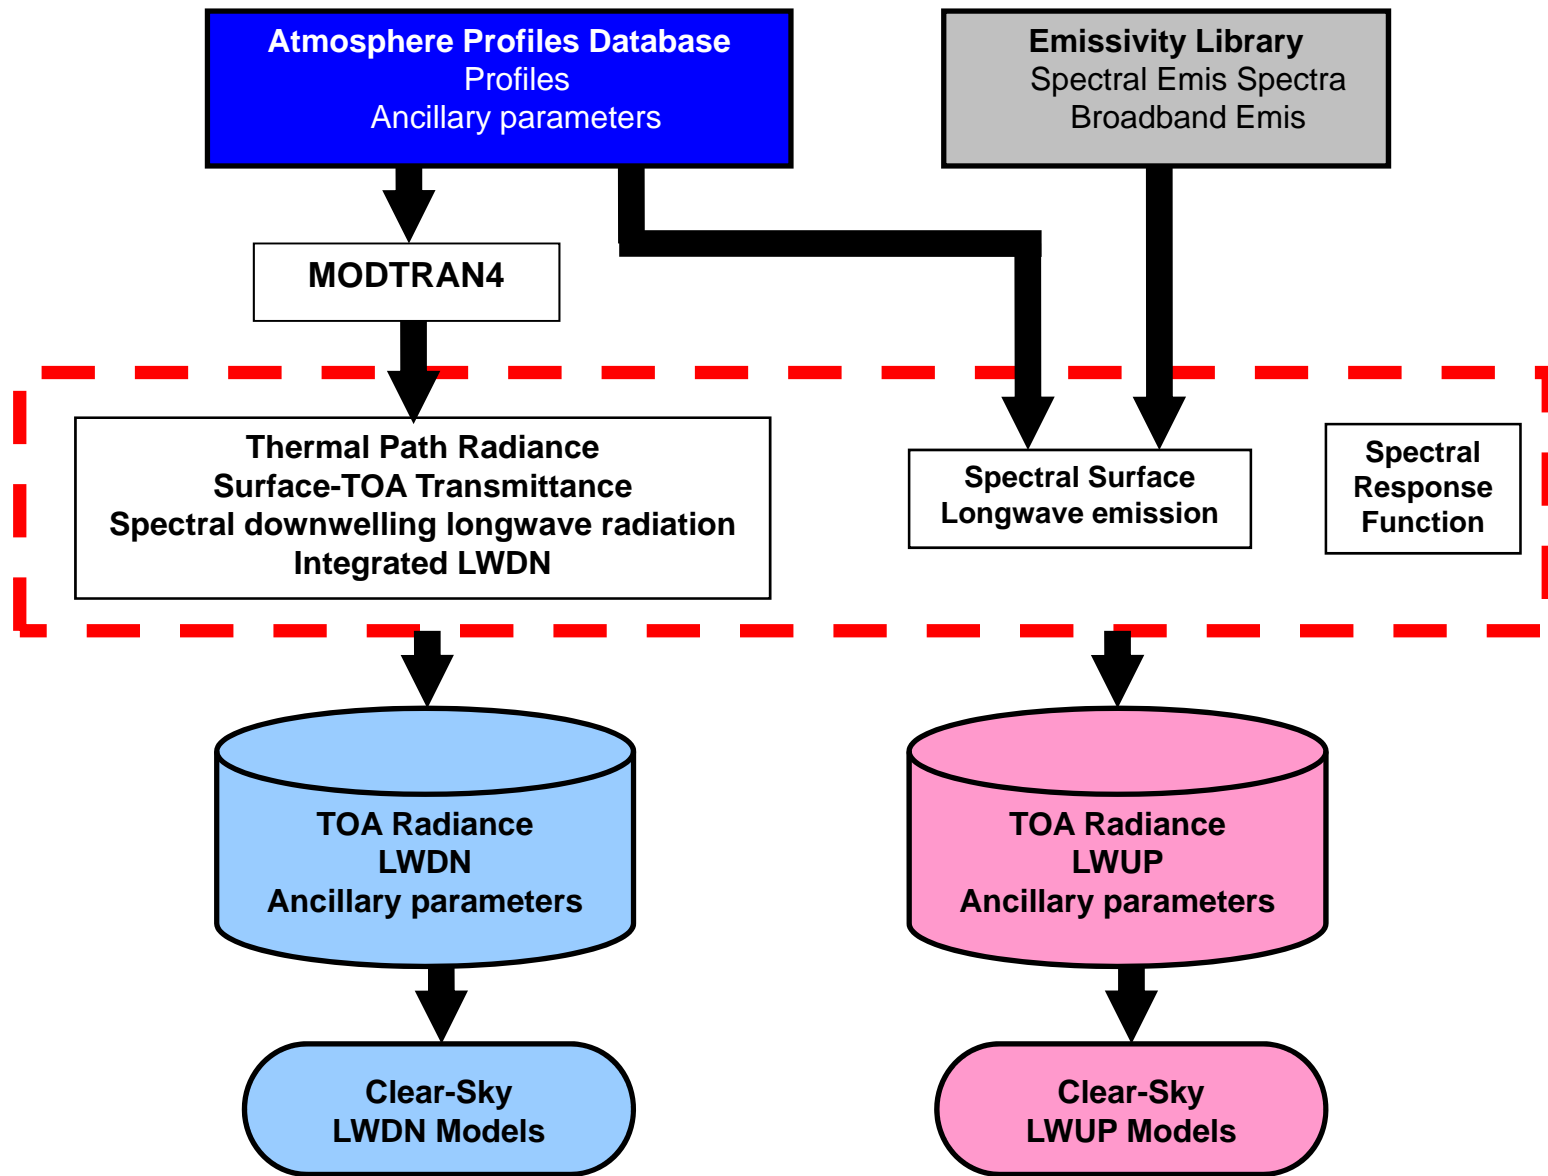 Atmosphere Profiles Database
Profiles
Ancillary parameters
Emissivity Library
Spectral Emis Spectra
Broadband Emis
MODTRAN4
Thermal Path Radiance
Surface-TOA Transmittance
Spectral downwelling longwave radiation
Integrated LWDN
Spectral Surface
Longwave emission
Spectral
Response
Function
TOA Radiance
LWDN
Ancillary parameters
TOA Radiance
LWUP
Ancillary parameters
Clear-Sky
LWDN Models
Clear-Sky
LWUP Models